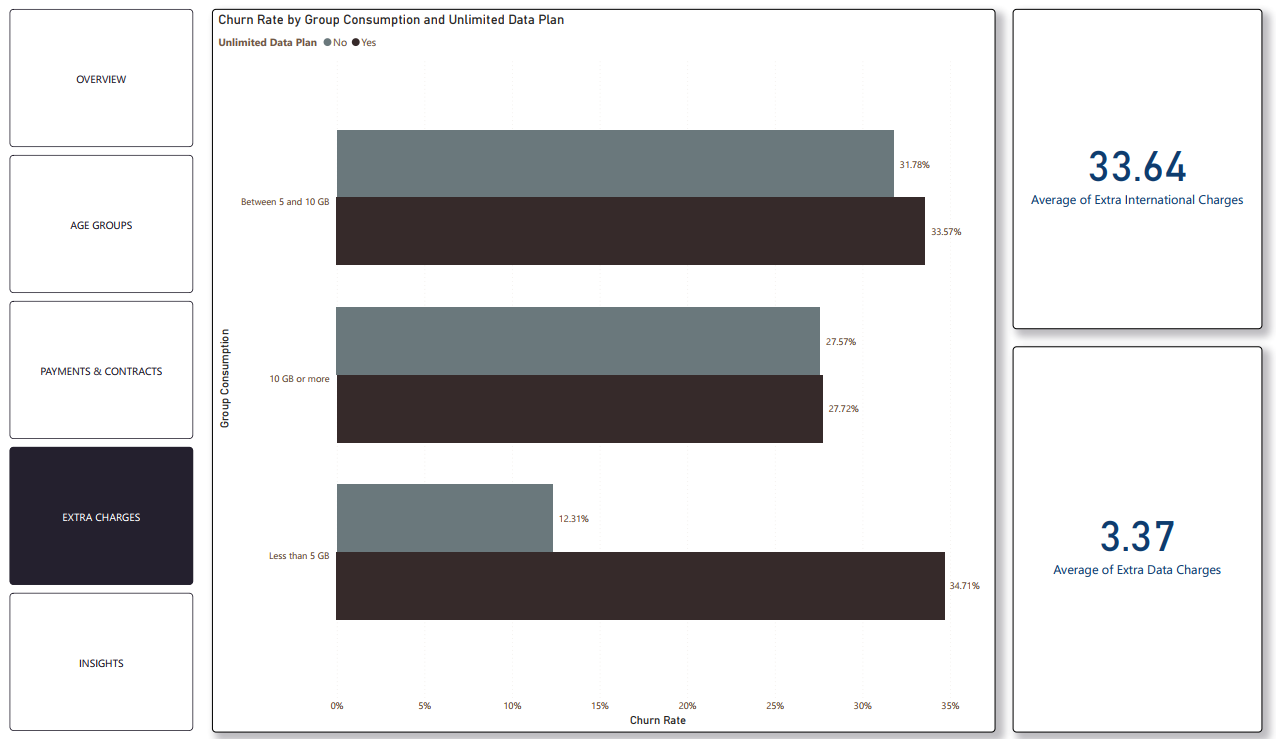 OVERVIEW
AGE GROUPS
PAYMENTS & CONTRACTS
EXTRA CHARGES
INSIGHTS
Churn Rate by Group Consumption and Unlimited Data Plan
Unlimited Data Plan No Yes
Group Consumption
Between 5 and 10 GB
31.78%
33.57%
10 GB or more
27.57%
27.72%
Less than 5 GB
12.31%
34.71%
0% 5% 10% 15% 20% 25% 30% 35%
Churn Rate
33.64
Average of Extra International Charges
3.37
Average of Extra Data Charges